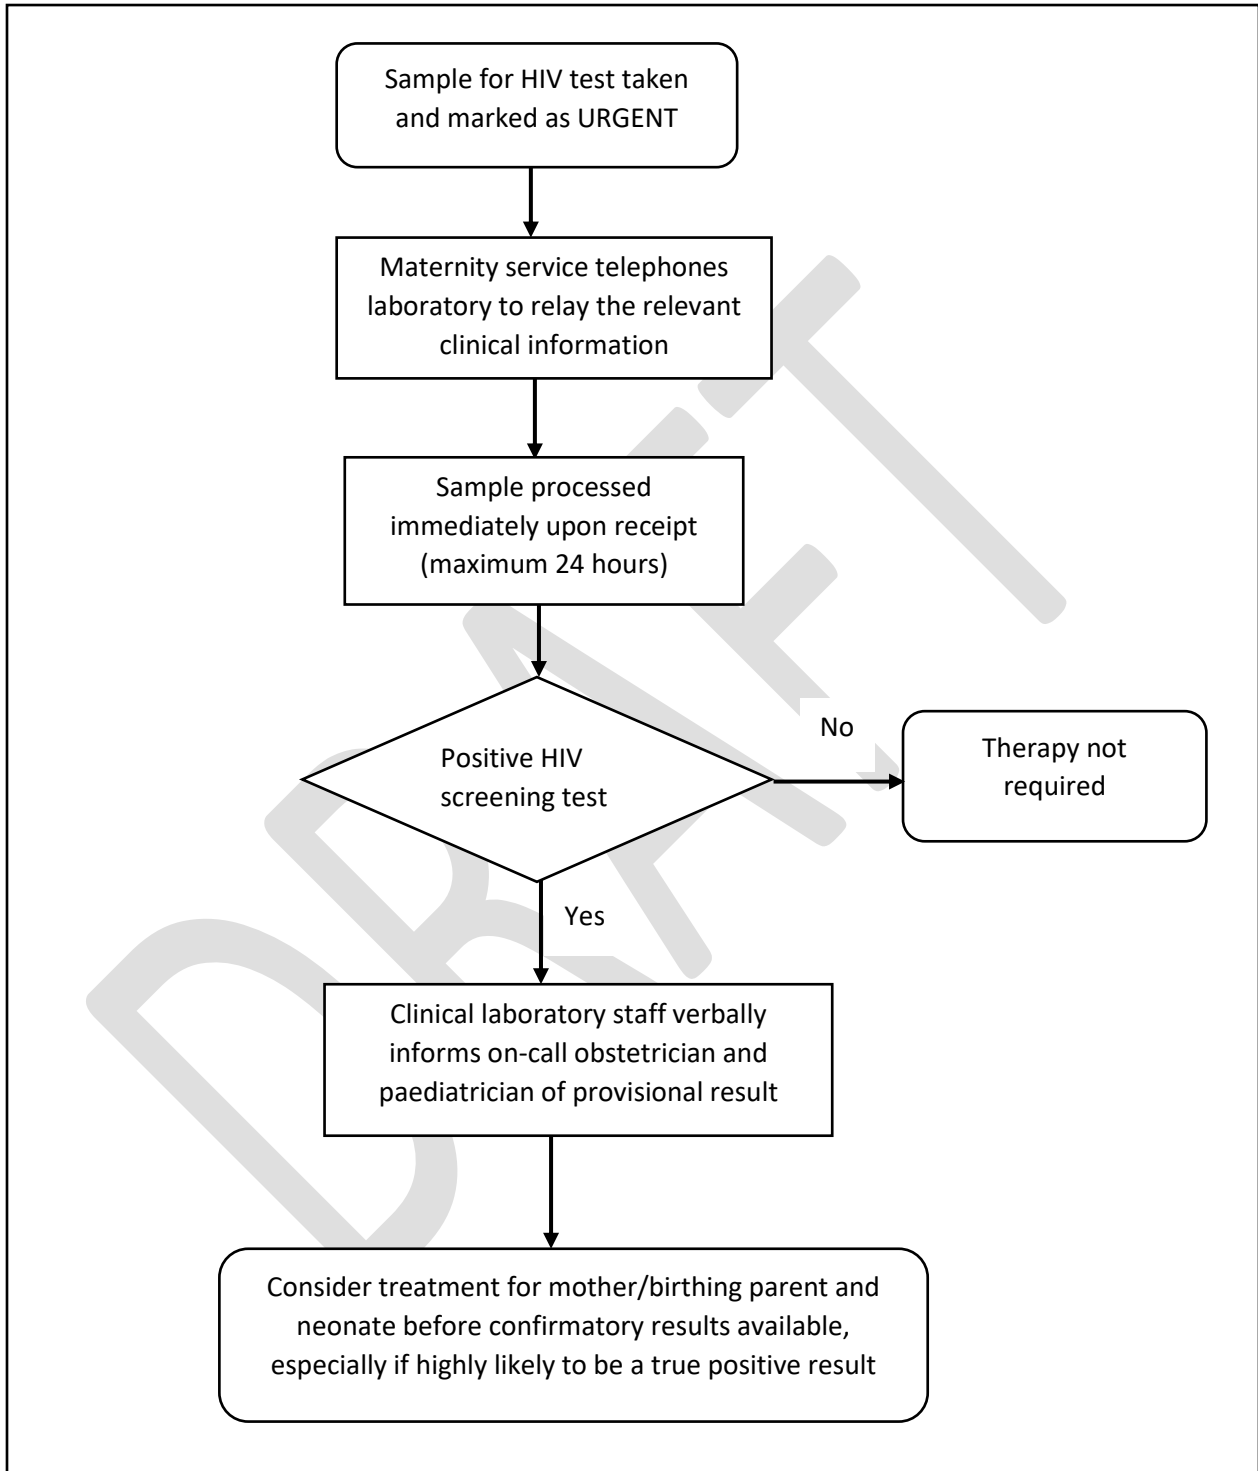 Sample for HIV test taken
and marked as URGENT
Maternity service telephones
laboratory to relay the relevant
clinical information
Sample processed
immediately upon receipt
(maximum 24 hours)
Positive HIV
screening test
No
Therapy not
required
Yes
Clinical laboratory staff verbally
informs on-call obstetrician and
paediatrician of provisional result
Consider treatment for mother/birthing parent and
neonate before confirmatory results available,
especially if highly likely to be a true positive result
DRAFT